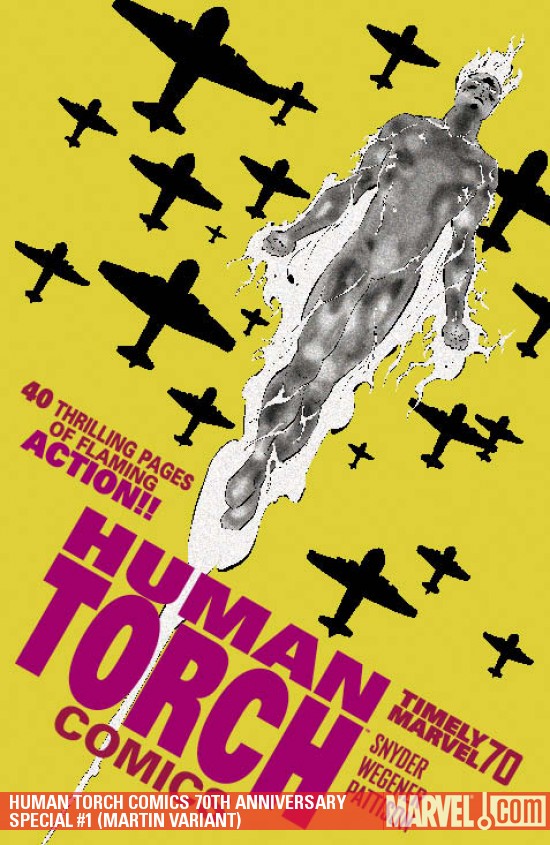 40 THRILLING PAGES
OF FLAMING
ACTION!!
HUMAN
TORCH
COMICS
TIMELY
MARVEL 70
SNYDER
WEGENER
PATTISON
HUMAN TORCH COMICS 70TH ANNIVERSARY
SPECIAL #1 (MARTIN VARIANT)
MARVEL.com